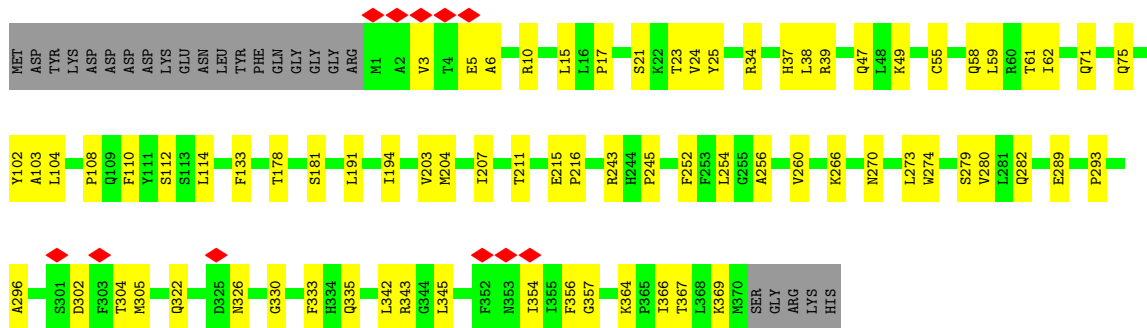 MET ASP TYR LYS ASP ASP ASP ASP LYS GLU ASN LEU TYR PHE GLN GLY GLY GLY ARG M1 A2 V3 T4 E5 A6 R10 L15 L16 P17 S21 K22 T23 V24 Y25 R34 H37 L38 R39 Q47 L48 K49 C55 Q58 L59 R60 T61 I62 Q71 Q75
Y102 A103 L104 P108 Q109 F110 Y111 S112 S113 L114 F133 T178 S181 L191 I194 V203 M204 I207 T211 E215 P216 R243 H244 P245 F252 F253 L254 G255 A256 V260 K266 N270 L273 W274 S279 V280 L281 Q282 E289 P293
A296 S301 D302 F303 T304 M305 Q322 D325 N326 G330 F333 H334 Q335 L342 R343 G344 L345 F352 N353 I354 I355 F356 G357 K364 P365 I366 T367 L368 K369 M370 SER GLY ARG LYS HIS